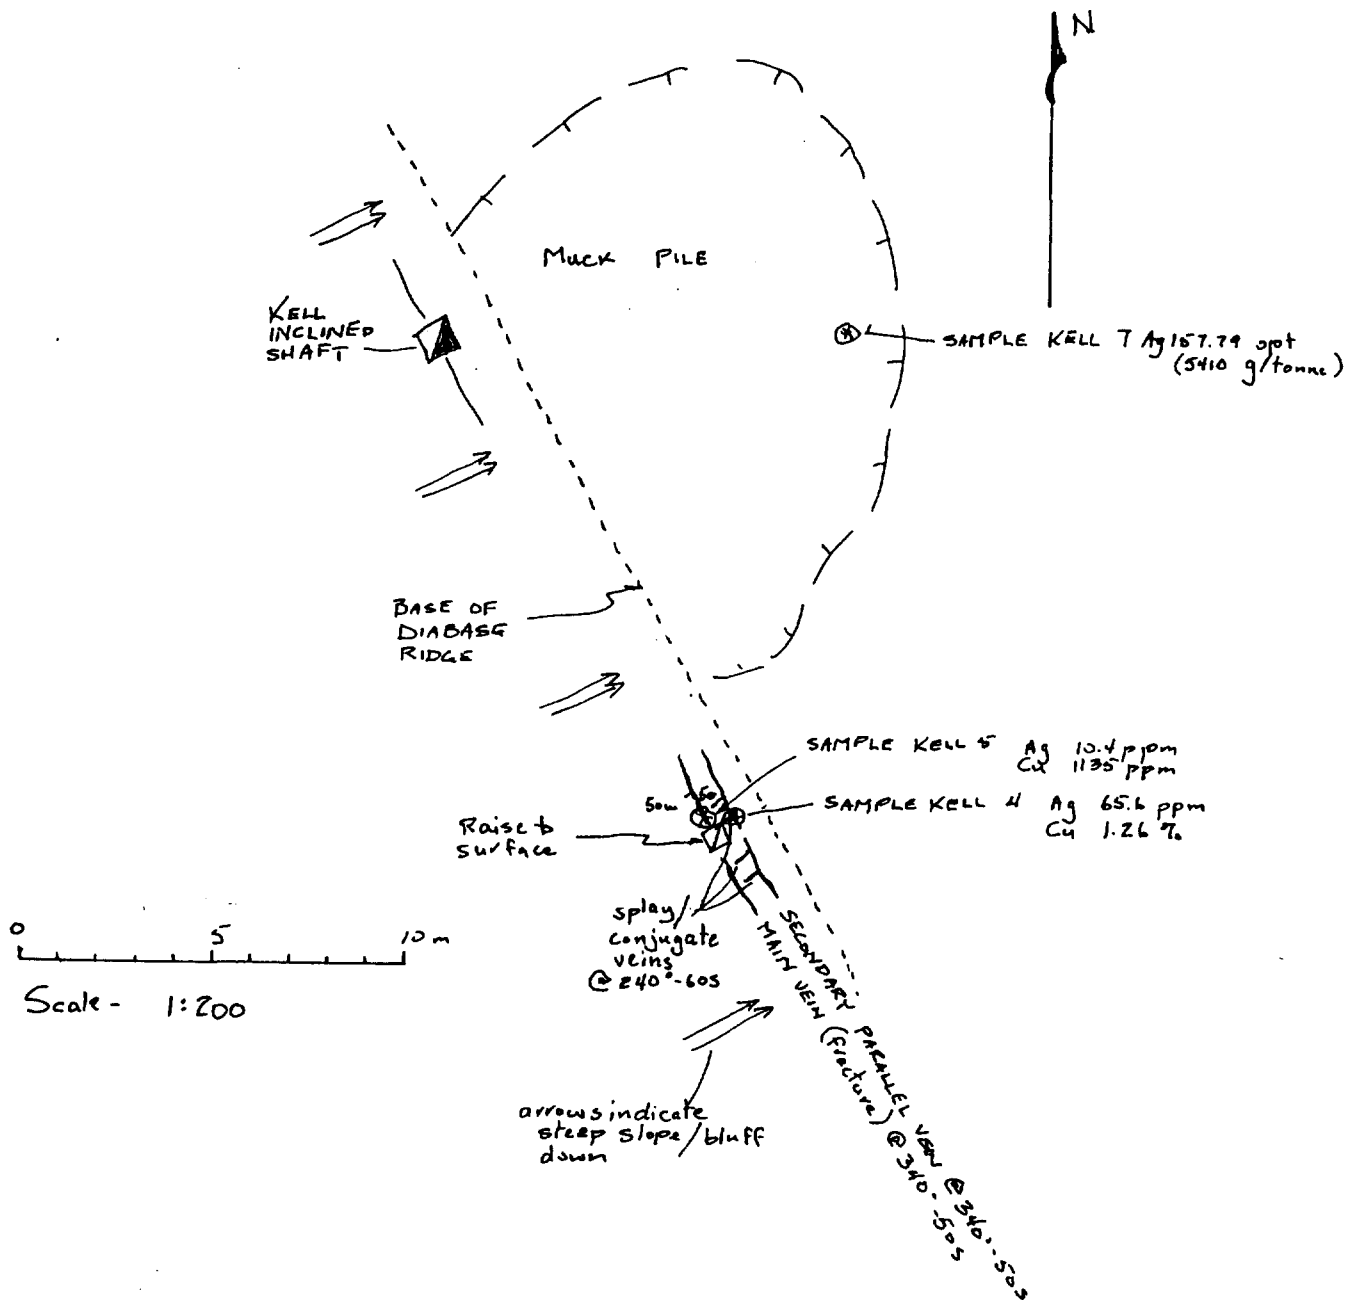 N
MUCK PILE
KELL
INCLINED
SHAFT
SAMPLE KELL 7 Ag 157.79 opt
(5410 g/tonne)
BASE OF
DIABASE
RIDGE
SAMPLE KELL 5 Ag 10.4 ppm
Cu 1135 ppm
SAMPLE KELL 4 Ag 65.6 ppm
Cu 1.26 %
Raise to
surface
splay/
conjugate
veins
@ 240°-60S
0 5 10 m
Scale - 1:200
SECONDARY PARALLEL VEIN @ 340°-50S
MAIN VEIN (fracture) @ 340°-50S
arrows indicate
steep slope/bluff
down